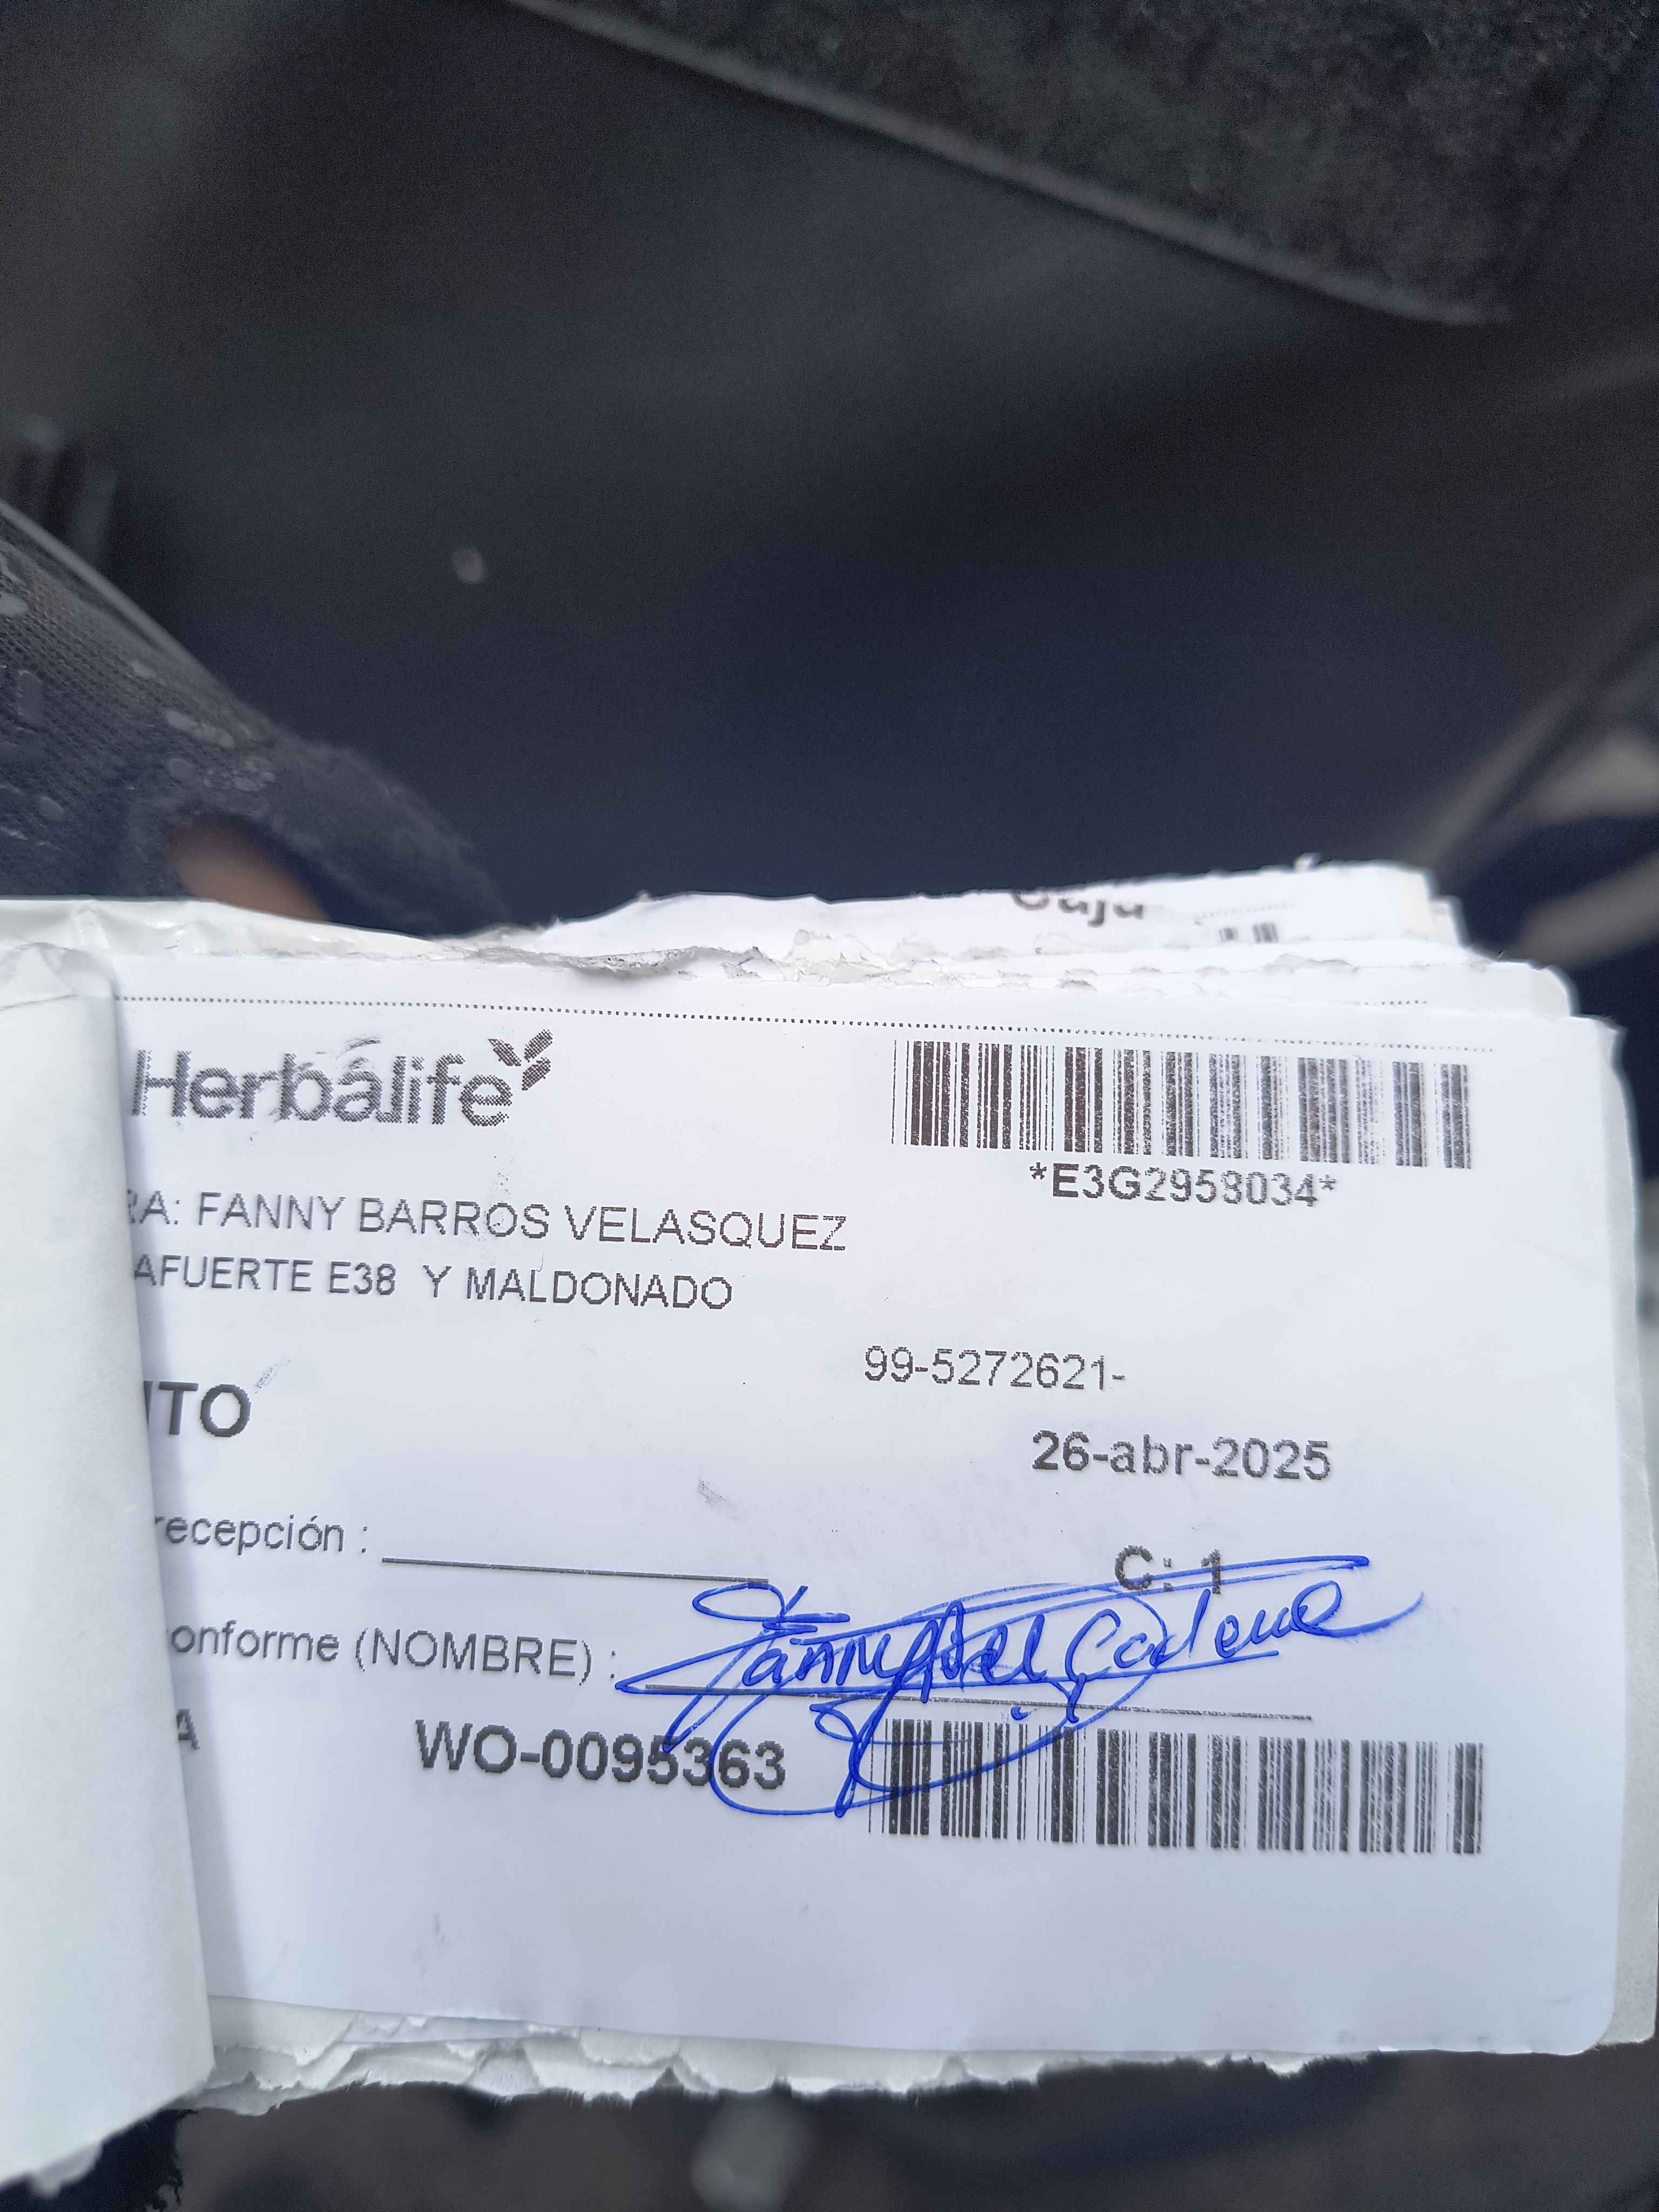 Caja
Herbalife
*E3G2958034*
RA: FANNY BARROS VELASQUEZ
AFUERTE E38 Y MALDONADO
99-5272621-
ITO
26-abr-2025
recepción :
C: 1
onforme (NOMBRE) :
A WO-0095363